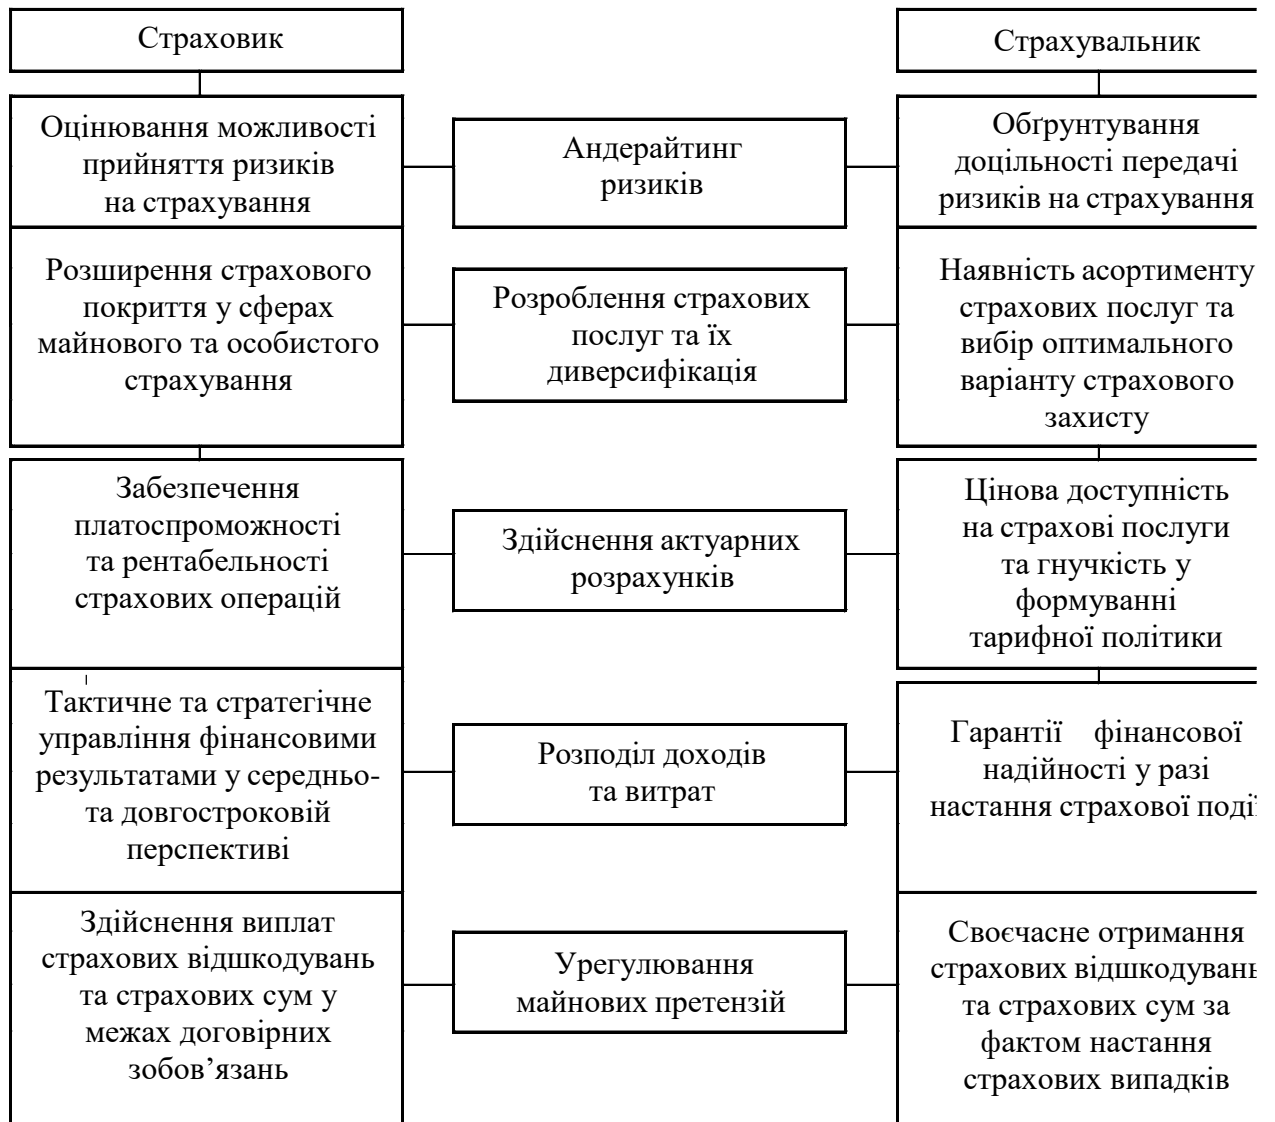 Страховик
Страхувальник
Оцінювання можливості
прийняття ризиків
на страхування
Андерайтинг
ризиків
Обґрунтування
доцільності передачі
ризиків на страхування
Розширення страхового
покриття у сферах
майнового та особистого
страхування
Розроблення страхових
послуг та їх
диверсифікація
Наявність асортименту
страхових послуг та
вибір оптимального
варіанту страхового
захисту
Забезпечення
платоспроможності
та рентабельності
страхових операцій
Здійснення актуарних
розрахунків
Цінова доступність
на страхові послуги
та гнучкість у
формуванні
тарифної політики
Тактичне та стратегічне
управління фінансовими
результатами у середньо-
та довгостроковій
перспективі
Розподіл доходів
та витрат
Гарантії фінансової
надійності у разі
настання страхової події
Здійснення виплат
страхових відшкодувань
та страхових сум у
межах договірних
зобов’язань
Урегулювання
майнових претензій
Своєчасне отримання
страхових відшкодувань
та страхових сум за
фактом настання
страхових випадків